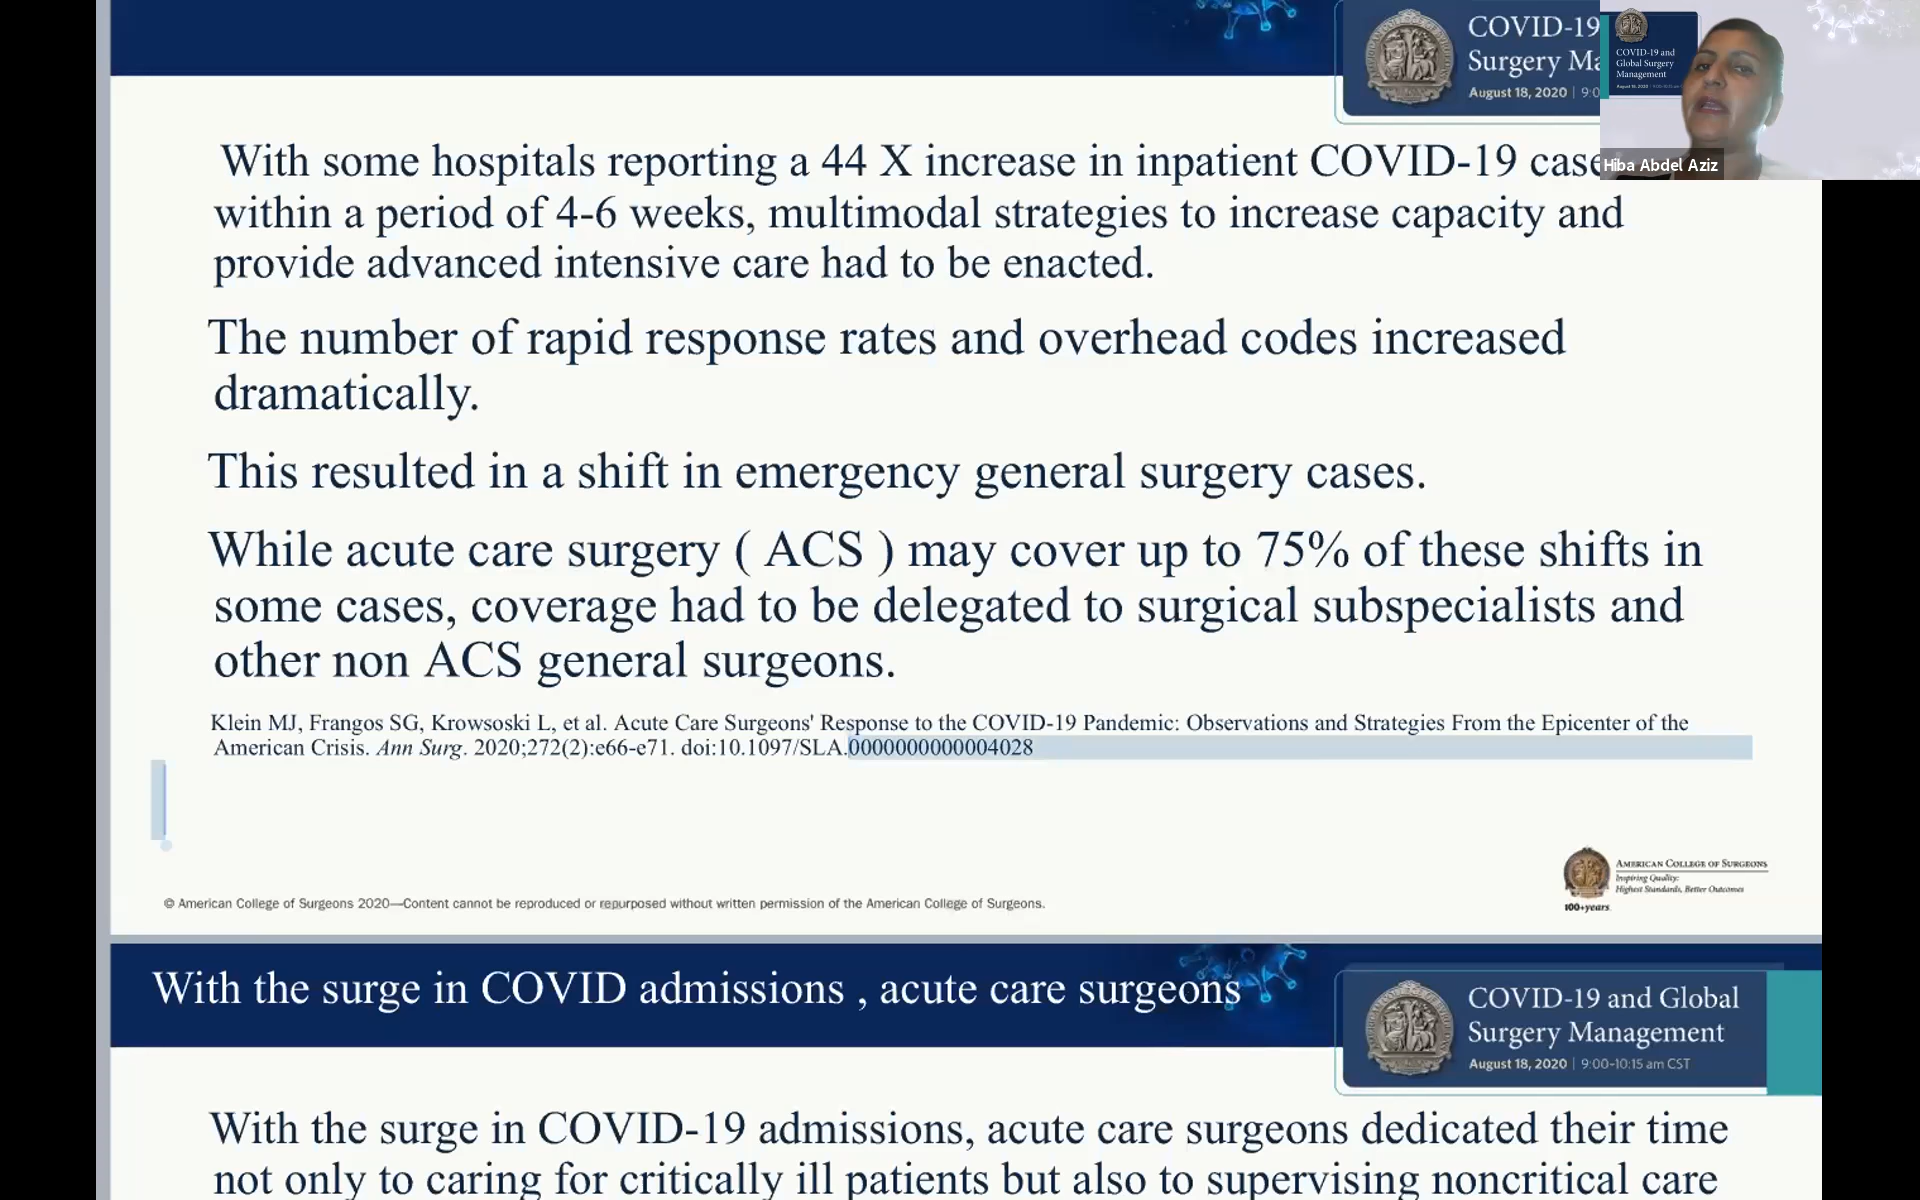 COVID-19
Surgery Ma
August 18, 2020 | 9:0
COVID-19 and
Global Surgery
Management
August 18, 2020
Hiba Abdel Aziz
With some hospitals reporting a 44 X increase in inpatient COVID-19 case
within a period of 4-6 weeks, multimodal strategies to increase capacity and
provide advanced intensive care had to be enacted.
The number of rapid response rates and overhead codes increased
dramatically.
This resulted in a shift in emergency general surgery cases.
While acute care surgery ( ACS ) may cover up to 75% of these shifts in
some cases, coverage had to be delegated to surgical subspecialists and
other non ACS general surgeons.
Klein MJ, Frangos SG, Krowsoski L, et al. Acute Care Surgeons' Response to the COVID-19 Pandemic: Observations and Strategies From the Epicenter of the
American Crisis. Ann Surg. 2020;272(2):e66-e71. doi:10.1097/SLA.0000000000004028
AMERICAN COLLEGE OF SURGEONS
Inspiring Quality:
Highest Standards, Better Outcomes
100+years
© American College of Surgeons 2020—Content cannot be reproduced or repurposed without written permission of the American College of Surgeons.
With the surge in COVID admissions , acute care surgeons
COVID-19 and Global
Surgery Management
August 18, 2020 | 9:00-10:15 am CST
With the surge in COVID-19 admissions, acute care surgeons dedicated their time
not only to caring for critically ill patients but also to supervising noncritical care